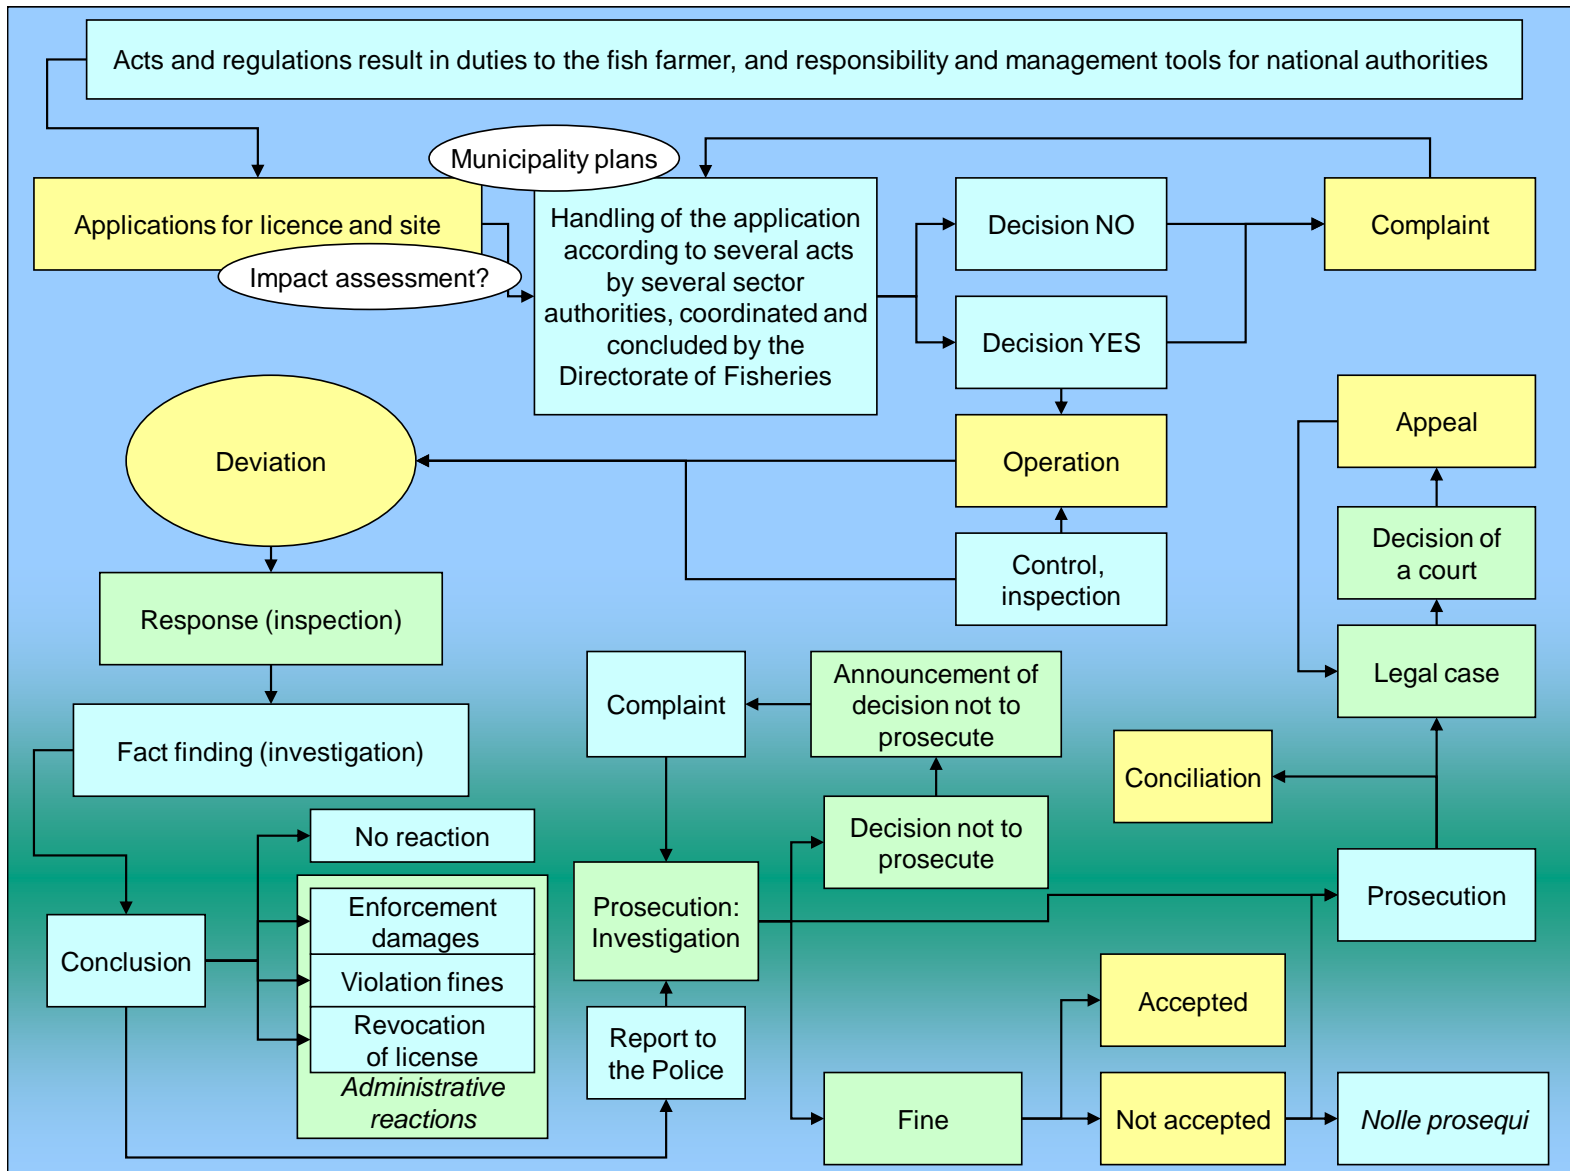 Acts and regulations result in duties to the fish farmer, and responsibility and management tools for national authorities
Municipality plans
Applications for licence and site
Impact assessment?
Handling of the application
according to several acts
by several sector
authorities, coordinated and
concluded by the
Directorate of Fisheries
Decision NO
Complaint
Decision YES
Deviation
Operation
Appeal
Control,
inspection
Decision of
a court
Response (inspection)
Legal case
Complaint
Announcement of
decision not to
prosecute
Fact finding (investigation)
Conciliation
No reaction
Decision not to
prosecute
Prosecution
Enforcement
damages
Prosecution:
Investigation
Conclusion
Violation fines
Revocation
of license
Administrative
reactions
Report to
the Police
Accepted
Fine
Not accepted
Nolle prosequi